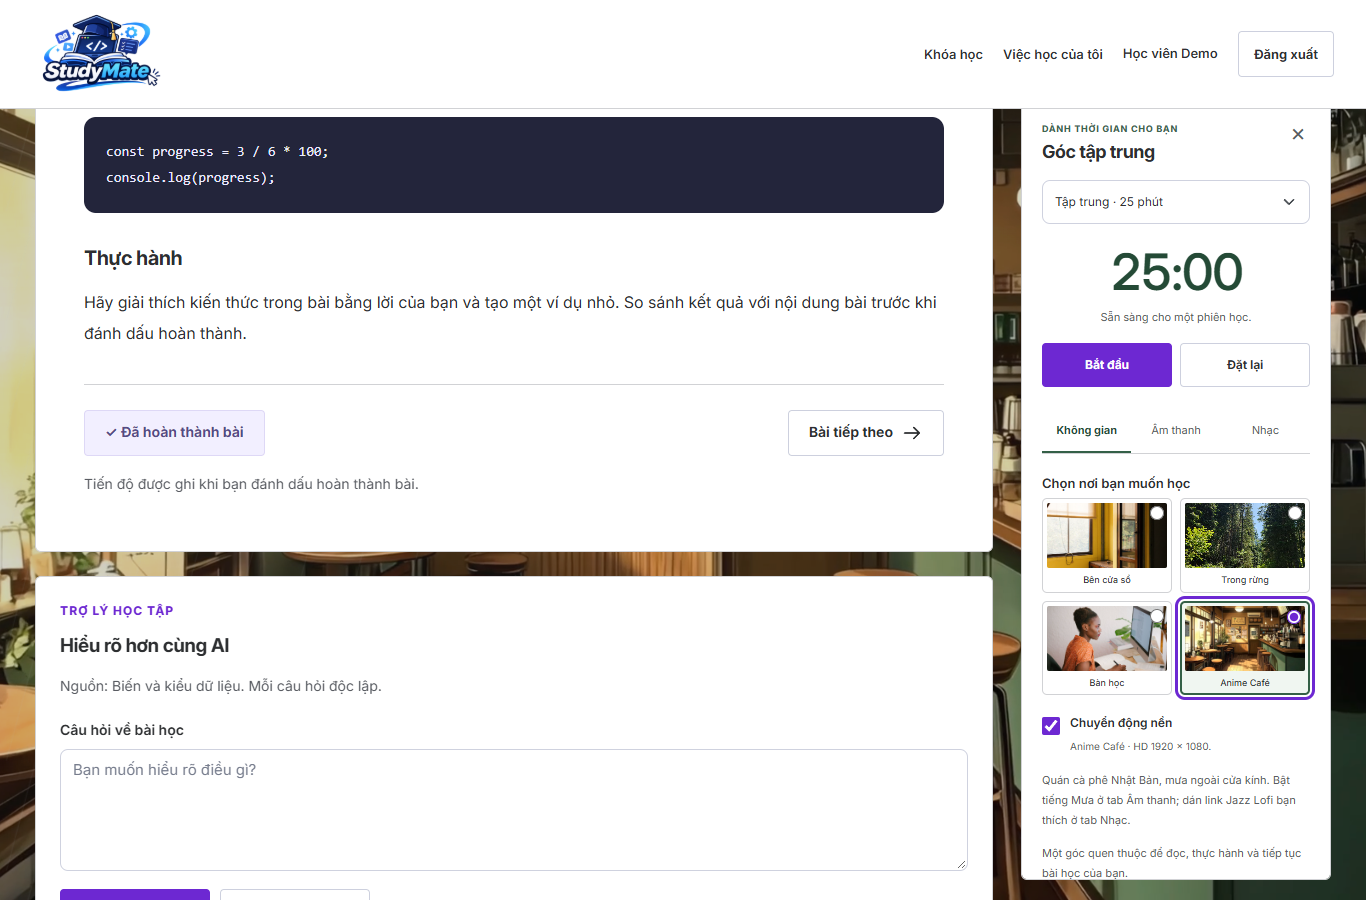 StudyMate
</>
Khóa học
Việc học của tôi
Học viên Demo
Đăng xuất
const progress = 3 / 6 * 100;
console.log(progress);
Thực hành
Hãy giải thích kiến thức trong bài bằng lời của bạn và tạo một ví dụ nhỏ. So sánh kết quả với nội dung bài trước khi
đánh dấu hoàn thành.
✓ Đã hoàn thành bài
Bài tiếp theo →
Tiến độ được ghi khi bạn đánh dấu hoàn thành bài.
TRỢ LÝ HỌC TẬP
Hiểu rõ hơn cùng AI
Nguồn: Biến và kiểu dữ liệu. Mỗi câu hỏi độc lập.
Câu hỏi về bài học
Bạn muốn hiểu rõ điều gì?
DÀNH THỜI GIAN CHO BẠN
Góc tập trung
Tập trung · 25 phút
25:00
Sẵn sàng cho một phiên học.
Bắt đầu
Đặt lại
Không gian
Âm thanh
Nhạc
Chọn nơi bạn muốn học
Bên cửa sổ
Trong rừng
Bàn học
Anime Café
Chuyển động nền
Anime Café · HD 1920 × 1080.
Quán cà phê Nhật Bản, mưa ngoài cửa kính. Bật
tiếng Mưa ở tab Âm thanh; dán link Jazz Lofi bạn
thích ở tab Nhạc.
Một góc quen thuộc để đọc, thực hành và tiếp tục
bài học của bạn.